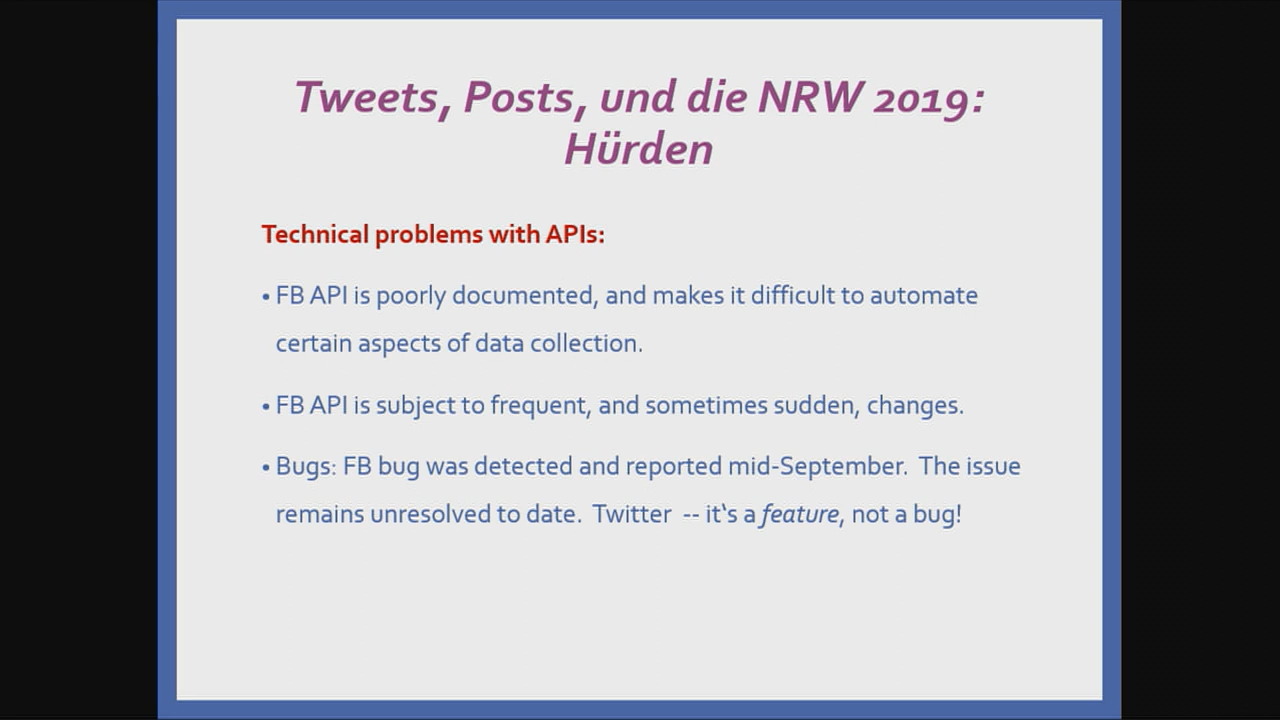 Tweets, Posts, und die NRW 2019:
Hürden
Technical problems with APIs:
• FB API is poorly documented, and makes it difficult to automate
certain aspects of data collection.
• FB API is subject to frequent, and sometimes sudden, changes.
• Bugs: FB bug was detected and reported mid-September.  The issue
remains unresolved to date.  Twitter  -- it‘s a feature, not a bug!